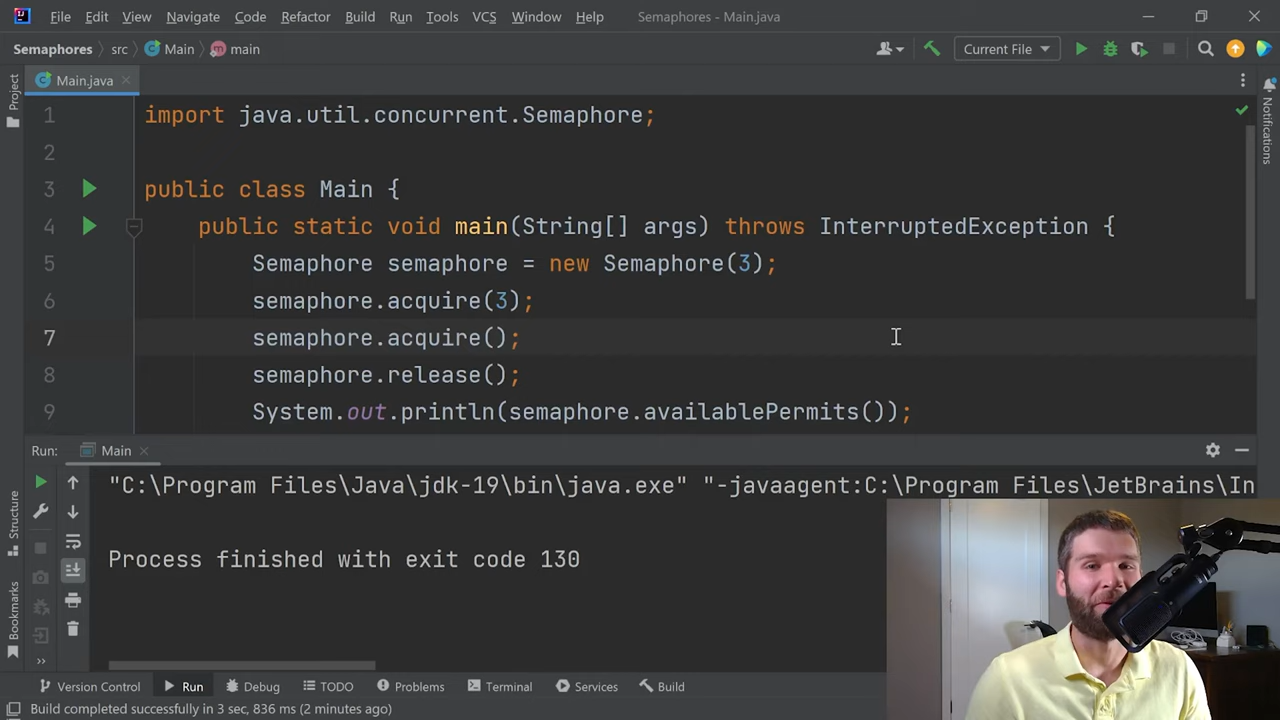 File Edit View Navigate Code Refactor Build Run Tools VCS Window Help Semaphores - Main.java
Semaphores src Main main Current File
Project
Main.java
Notifications
1 import java.util.concurrent.Semaphore;
2
3 public class Main {
4 public static void main(String[] args) throws InterruptedException {
5 Semaphore semaphore = new Semaphore(3);
6 semaphore.acquire(3);
7 semaphore.acquire();
8 semaphore.release();
9 System.out.println(semaphore.availablePermits());
Run: Main
"C:\Program Files\Java\jdk-19\bin\java.exe" "-javaagent:C:\Program Files\JetBrains\In
Process finished with exit code 130
Structure
Bookmarks
Version Control Run Debug TODO Problems Terminal Services Build
Build completed successfully in 3 sec, 836 ms (2 minutes ago)